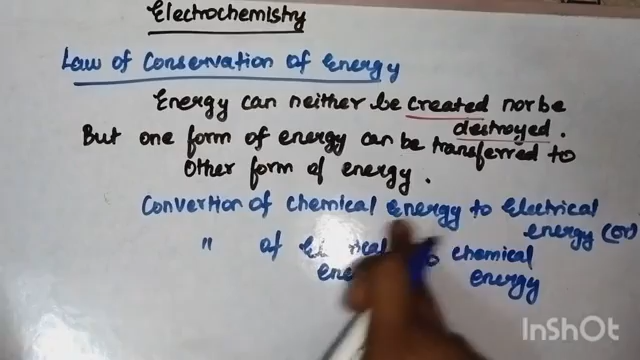 Electrochemistry
Law of Conservation of Energy
Energy can neither be created nor be
destroyed.
But one form of energy can be transferred to
Other form of energy.
Convertion of chemical energy to Electrical
energy (or)
" of chemical
energy
InShOt